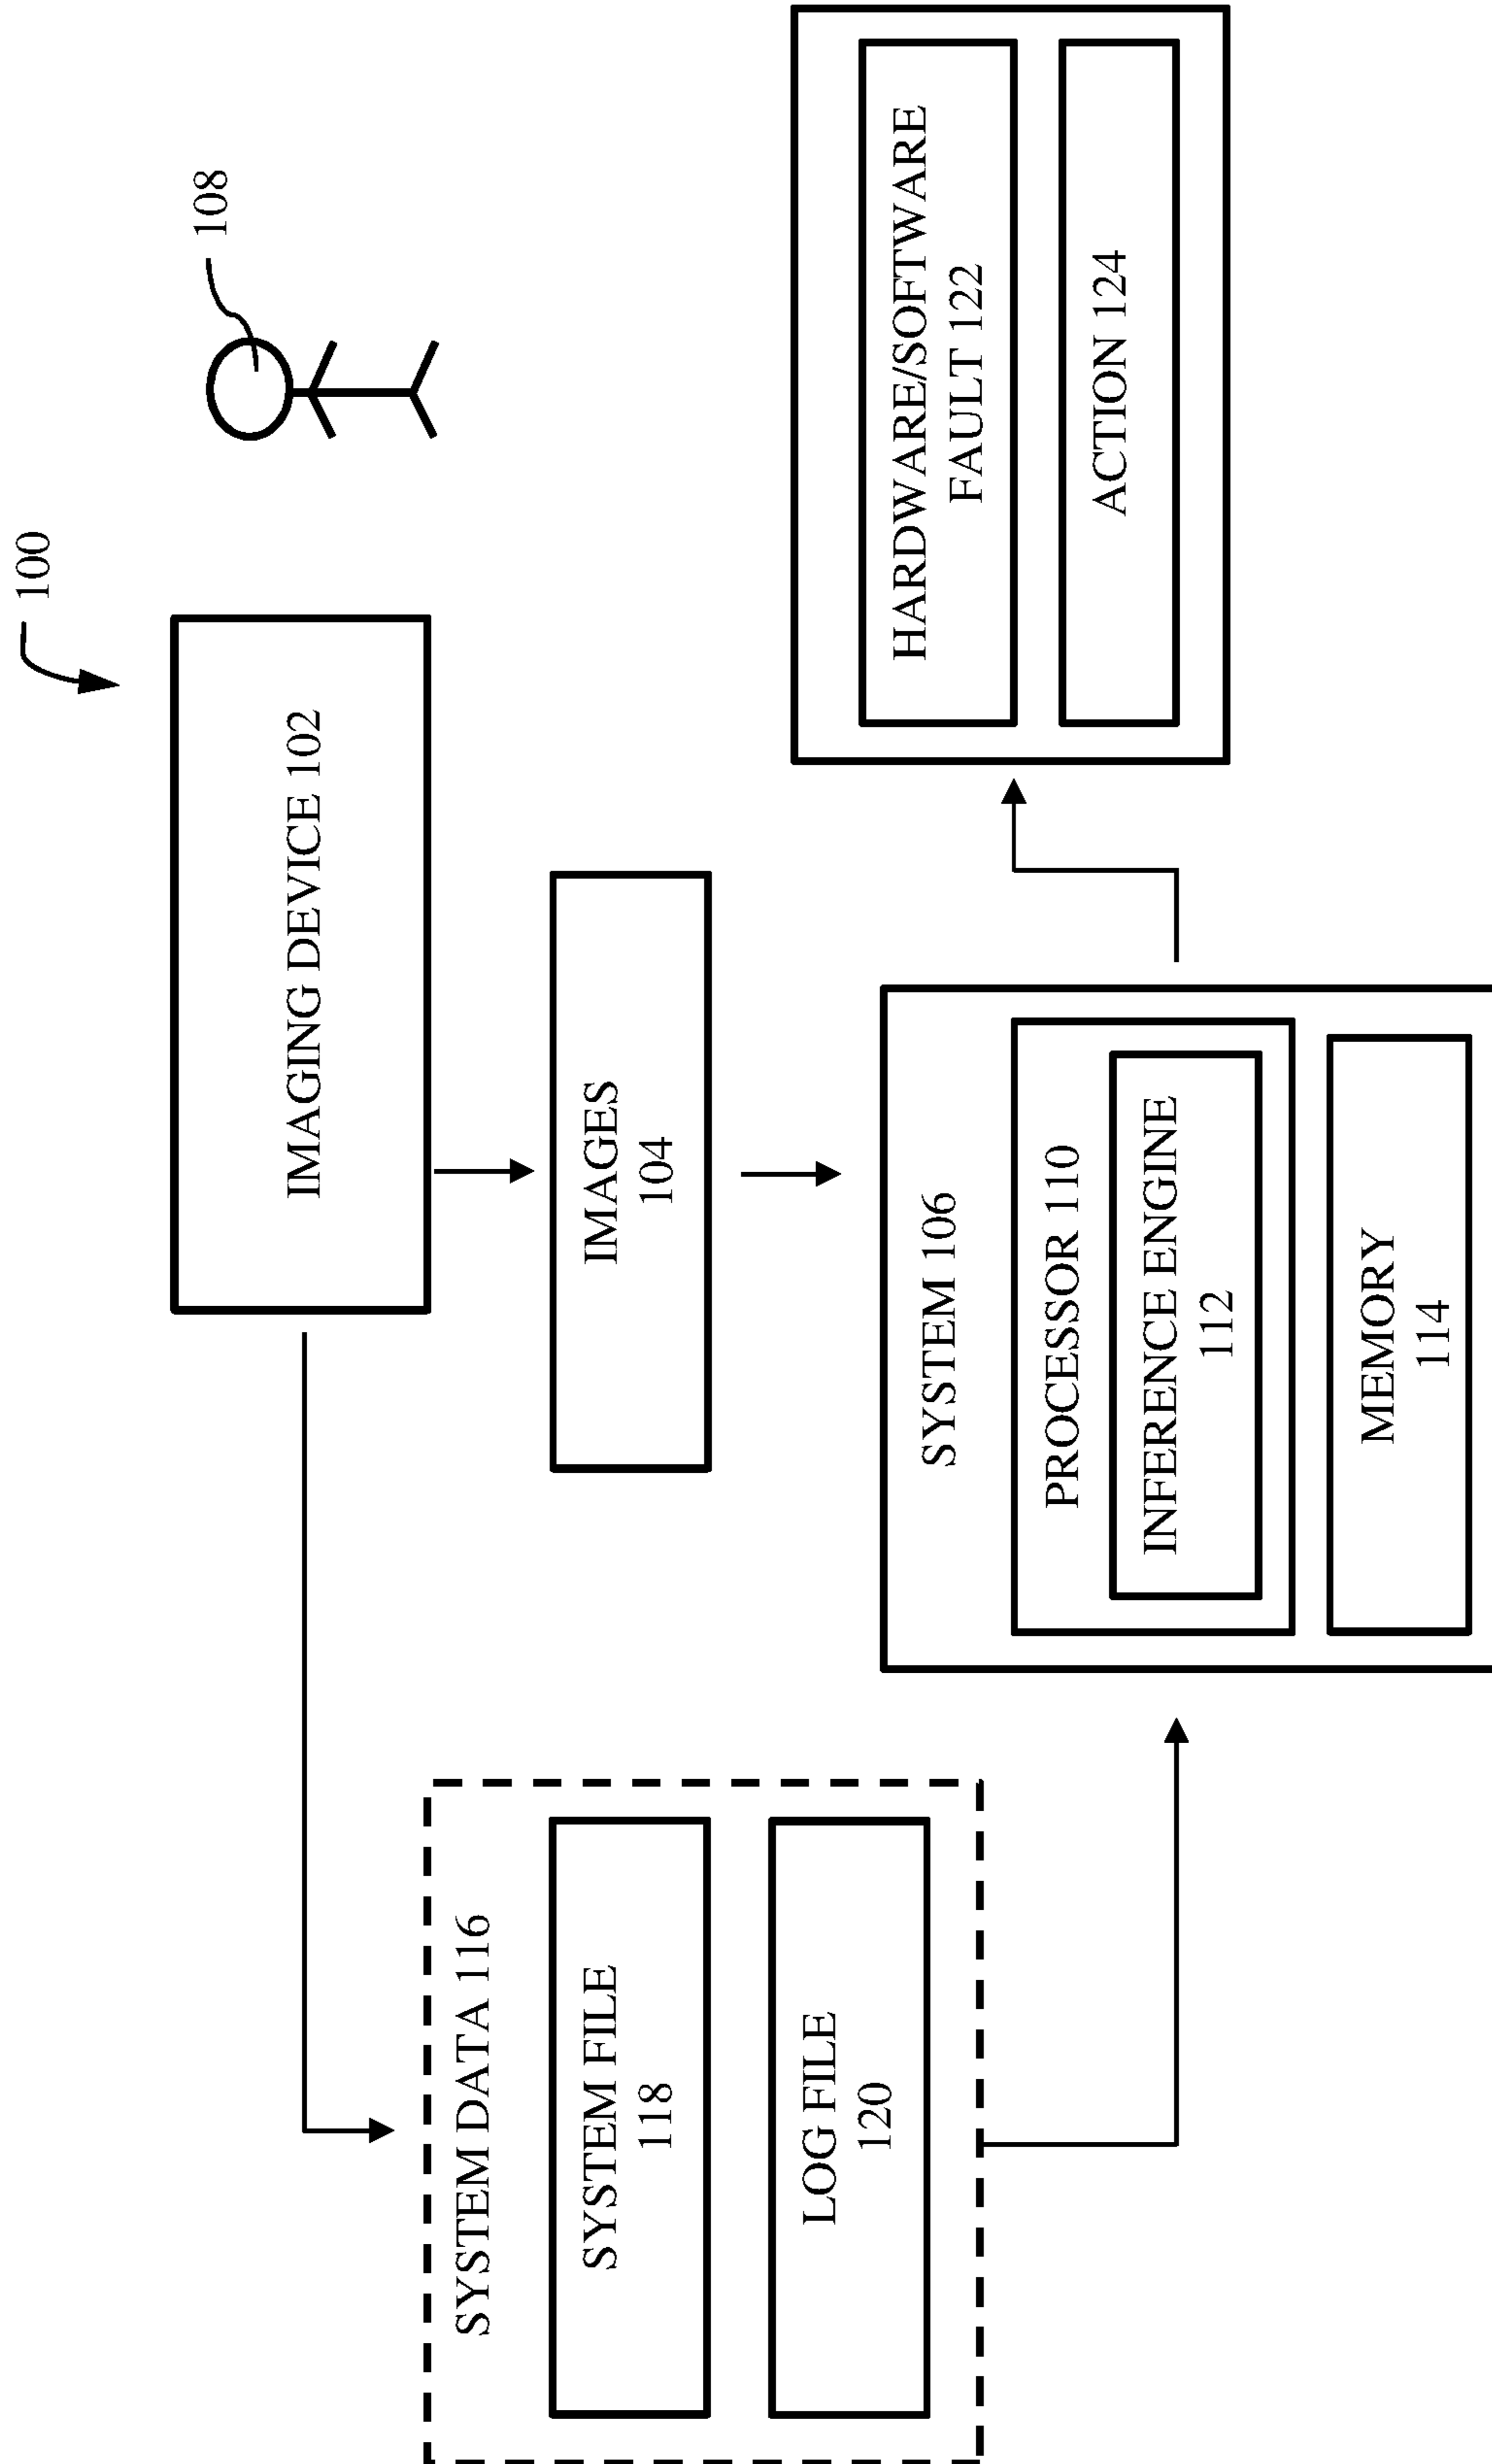 100
108
IMAGING DEVICE 102
IMAGES
104
SYSTEM DATA 116
SYSTEM FILE
118
LOG FILE
120
SYSTEM 106
PROCESSOR 110
INFERENCE ENGINE
112
MEMORY
114
HARDWARE/SOFTWARE
FAULT 122
ACTION 124